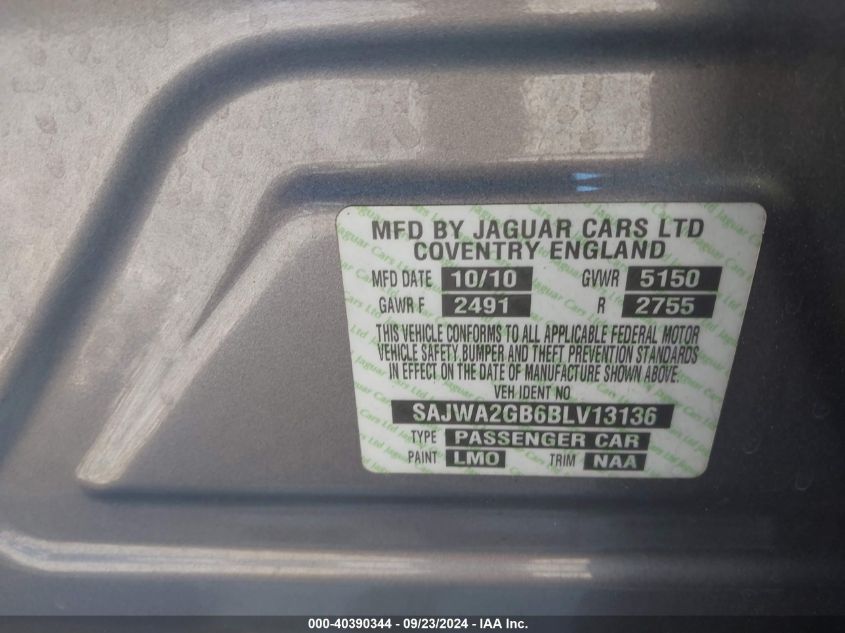 MFD BY JAGUAR CARS LTD
COVENTRY ENGLAND
MFD DATE 10/10 GVWR 5150
GAWR F 2491 R 2755
THIS VEHICLE CONFORMS TO ALL APPLICABLE FEDERAL MOTOR
VEHICLE SAFETY,BUMPER AND THEFT PREVENTION STANDARDS
IN EFFECT ON THE DATE OF MANUFACTURE SHOWN ABOVE.
VEH IDENT NO
SAJWA2GB6BLV13136
TYPE PASSENGER CAR
PAINT LMO TRIM NAA
000-40390344 - 09/23/2024 - IAA Inc.